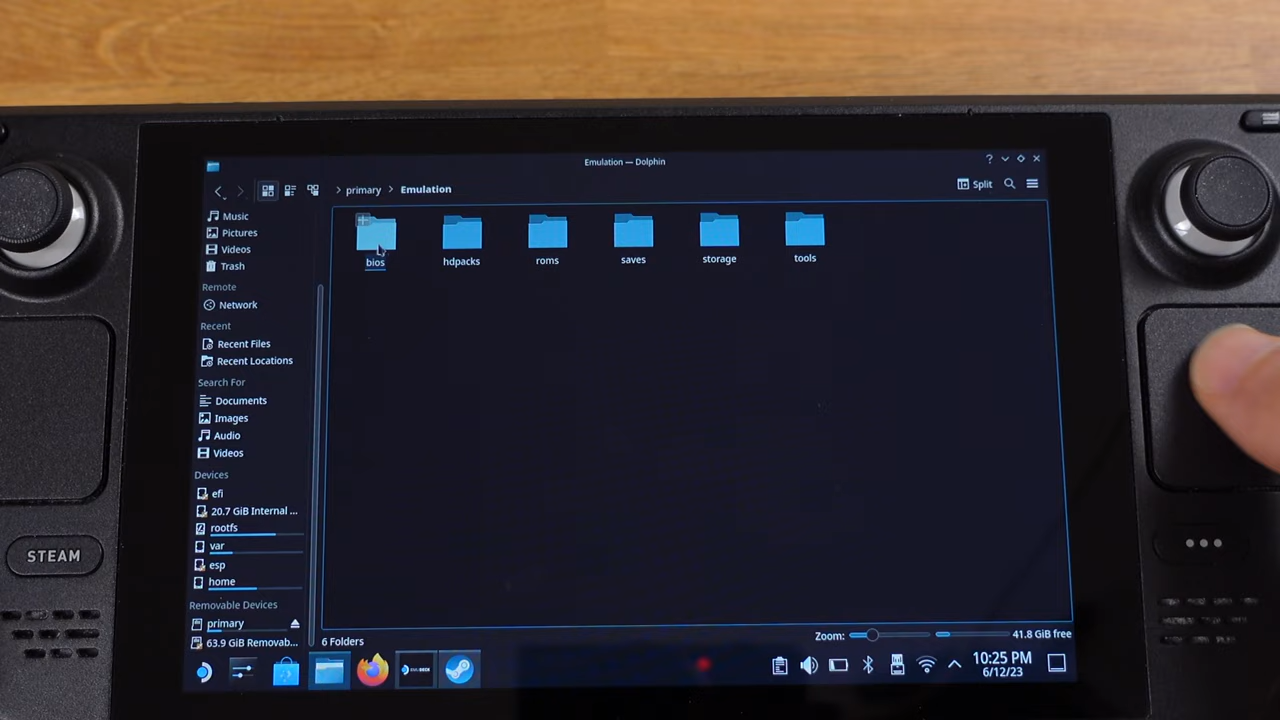 Emulation — Dolphin
> primary > Emulation
Split
Music
Pictures
Videos
Trash
Remote
Network
Recent
Recent Files
Recent Locations
Search For
Documents
Images
Audio
Videos
Devices
efi
20.7 GiB Internal ...
rootfs
var
esp
home
Removable Devices
primary
63.9 GiB Removab...
bios
hdpacks
roms
saves
storage
tools
6 Folders
Zoom:
41.8 GiB free
10:25 PM
6/12/23
STEAM